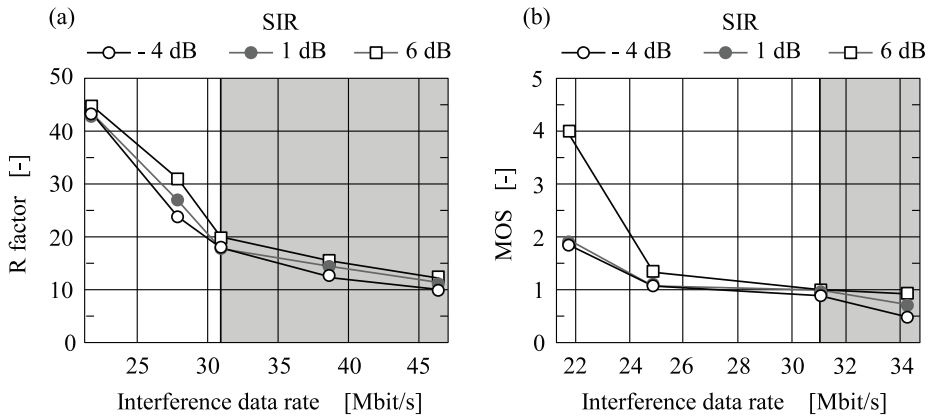 (a)
SIR
- 4 dB 1 dB 6 dB
50
40
30
20
10
0
R factor [-]
25 30 35 40 45
Interference data rate [Mbit/s]
(b)
SIR
- 4 dB 1 dB 6 dB
5
4
3
2
1
0
MOS [-]
22 24 26 28 30 32 34
Interference data rate [Mbit/s]